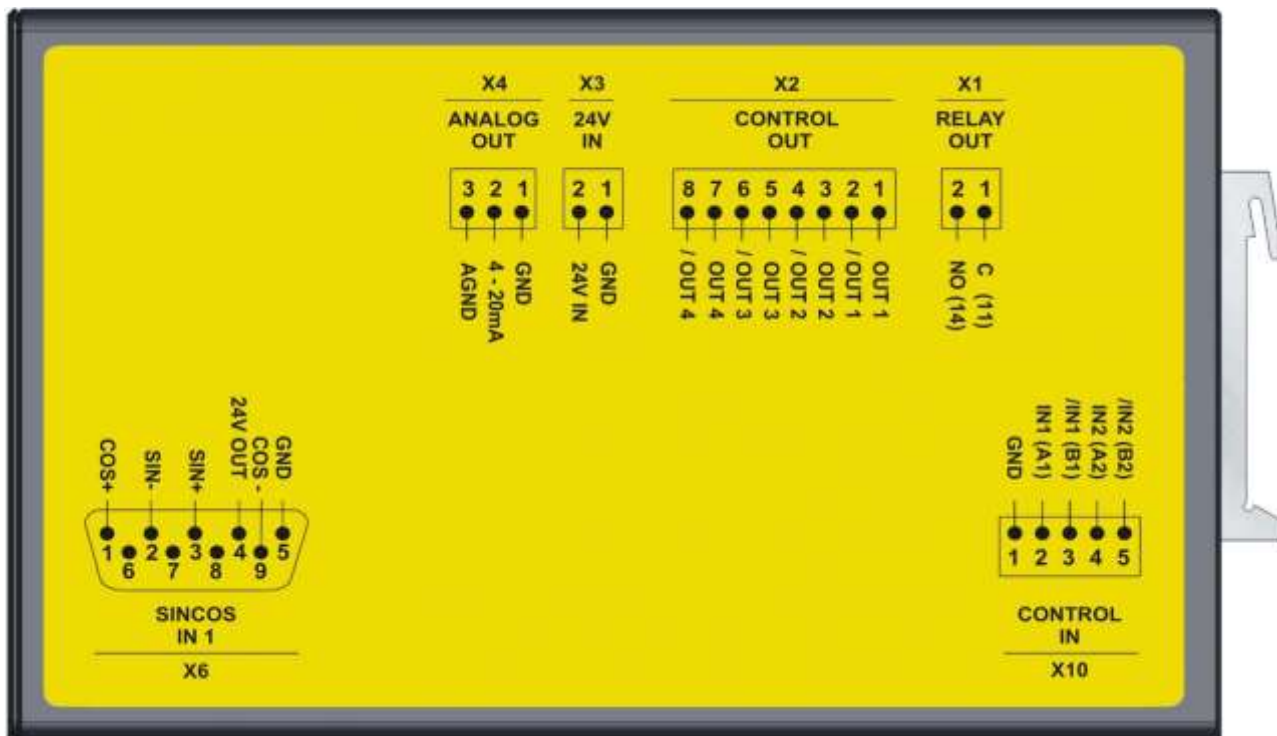 X4
ANALOG
OUT
3 2 1
AGND
4 - 20mA
GND
X3
24V
IN
2 1
24V IN
GND
X2
CONTROL
OUT
8 7 6 5 4 3 2 1
/ OUT 4
OUT 4
/ OUT 3
OUT 3
/ OUT 2
OUT 2
/ OUT 1
OUT 1
X1
RELAY
OUT
2 1
NO (14)
C (11)
COS+
SIN-
SIN+
24V OUT
COS -
GND
1 2 3 4 5
6 7 8 9
SINCOS
IN 1
X6
GND
IN1 (A1)
/IN1 (B1)
IN2 (A2)
/IN2 (B2)
1 2 3 4 5
CONTROL
IN
X10